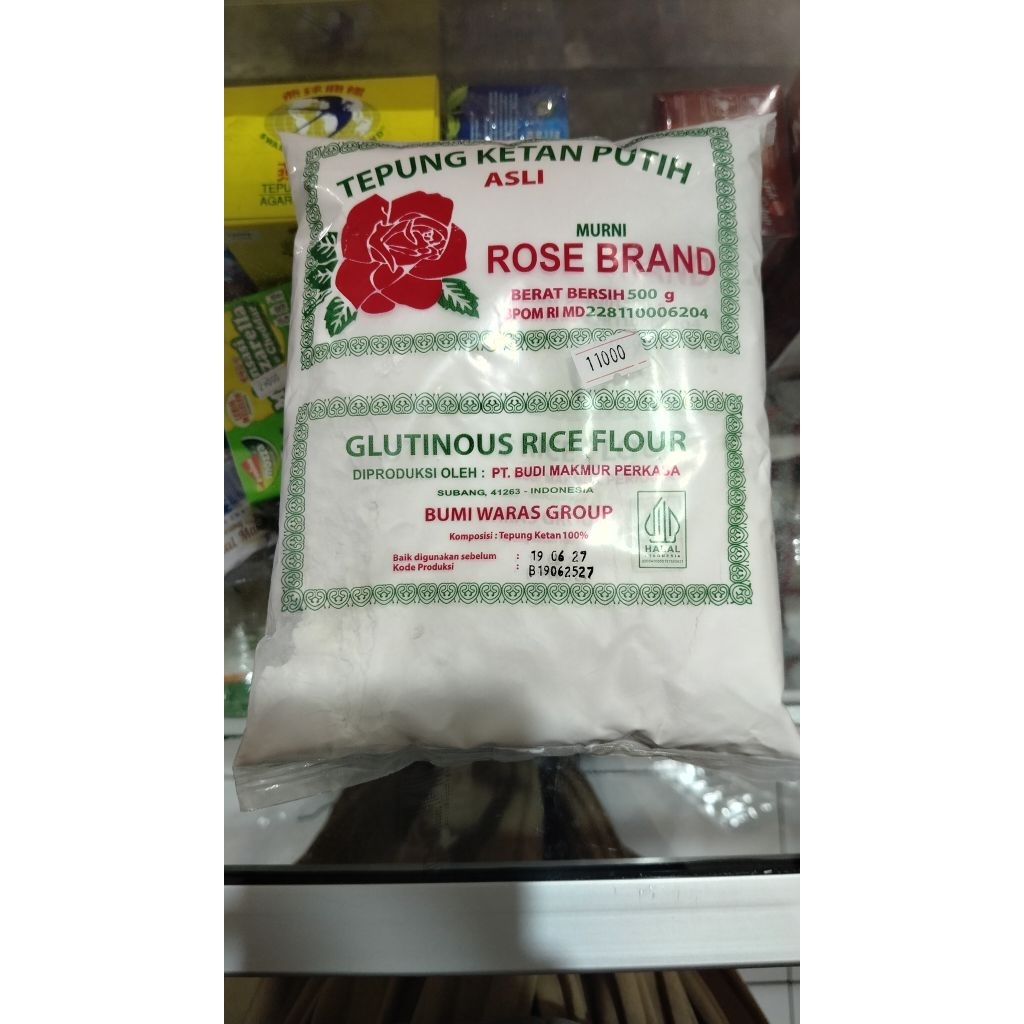 TEPUNG KETAN PUTIH
ASLI
MURNI
ROSE BRAND
BERAT BERSIH 500 g
BPOM RI MD228110006204
11000
GLUTINOUS RICE FLOUR
DIPRODUKSI OLEH : PT. BUDI MAKMUR PERKASA
SUBANG, 41263 - INDONESIA
BUMI WARAS GROUP
Komposisi : Tepung Ketan 100%
Baik digunakan sebelum : 19 06 27
Kode Produksi : B19062527
HALAL
INDONESIA